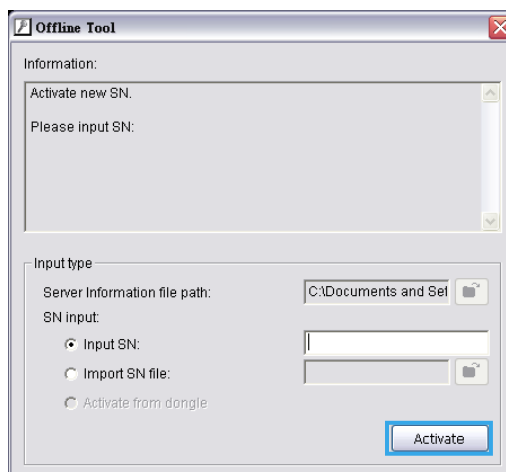 Offline Tool
Information:
Activate new SN.
Please input SN:
Input type
Server Information file path: C:\Documents and Set
SN input:
Input SN:
Import SN file:
Activate from dongle
Activate